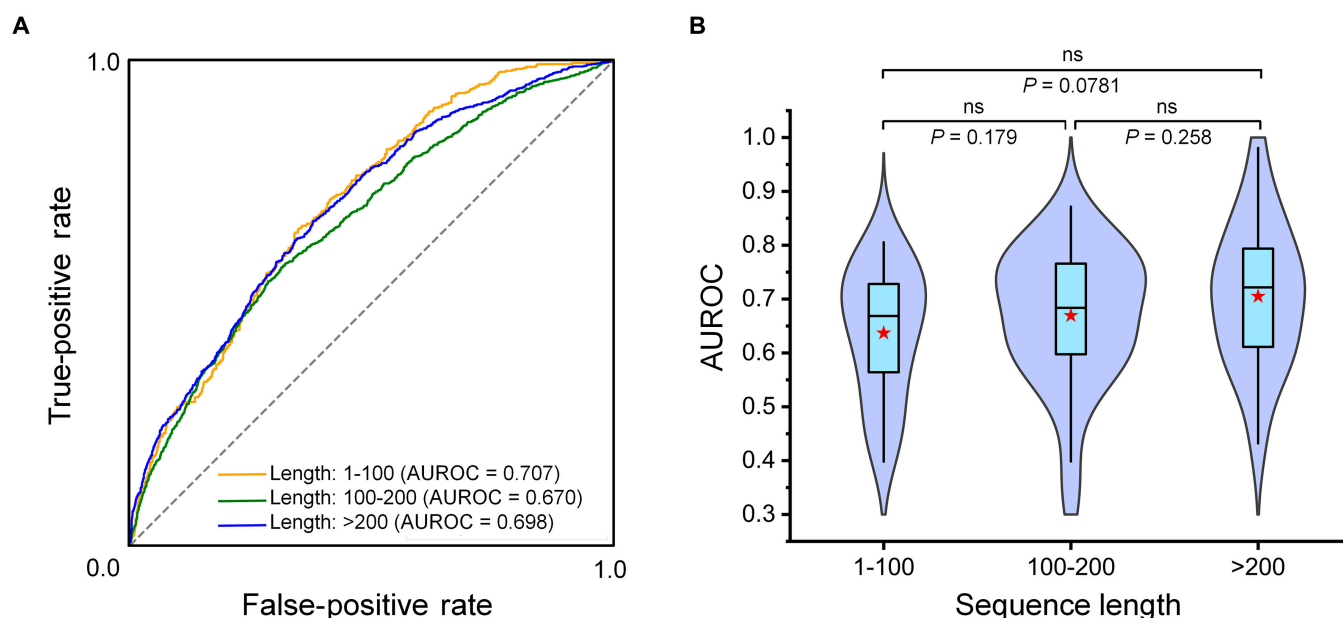 A
1.0
True-positive rate
Length: 1-100 (AUROC = 0.707)
Length: 100-200 (AUROC = 0.670)
Length: >200 (AUROC = 0.698)
0.0
1.0
False-positive rate
B
ns
P = 0.0781
ns
ns
P = 0.179
P = 0.258
1.0
0.9
0.8
0.7
0.6
0.5
0.4
0.3
AUROC
1-100
100-200
>200
Sequence length